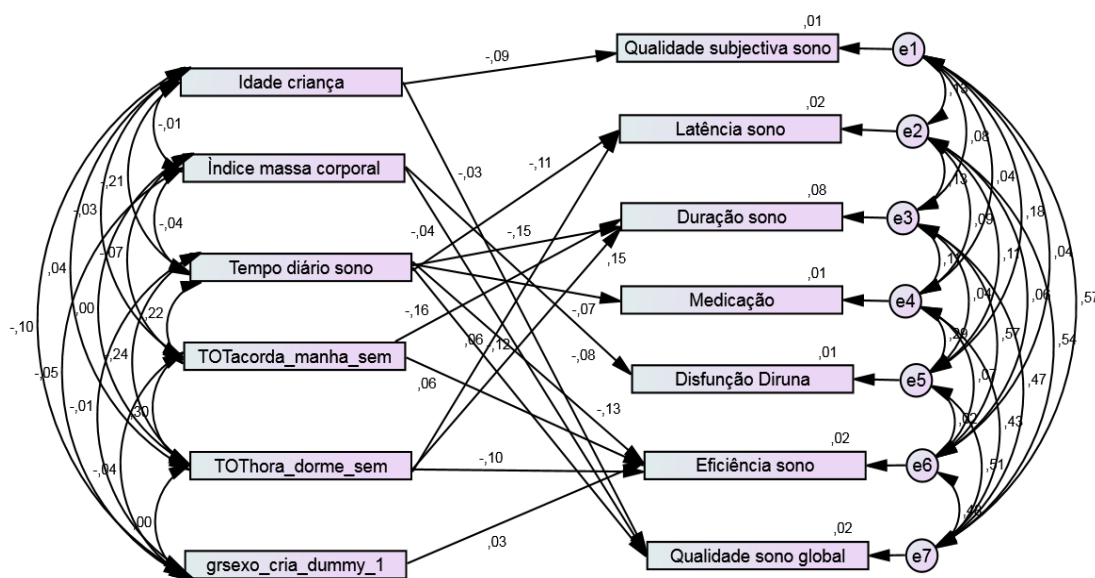 ,01
Qualidade subjectiva sono
e1
-,09
Idade criança
,13
-,01
,02
Latência sono
e2
,08
-,11
Ìndice massa corporal
-,03
,04
,13
-,21
,18
-,03
-,04
,08
Duração sono
e3
,09
,04
-,04
-,15
,15
,11
-,07
Tempo diário sono
,01
Medicação
e4
,04
,06
,57
,04
,00
,22
-,16
-,07
,29
,57
,54
-,10
TOTacorda_manha_sem
,06
,12
-,08
,01
Disfunção Diruna
e5
,07
,47
-,24
-,05
,06
-,13
,02
,43
-,01
,30
,02
TOThora_dorme_sem
-,10
Eficiência sono
e6
,51
-,04
,00
,03
,02
grsexo_cria_dummy_1
Qualidade sono global
e7